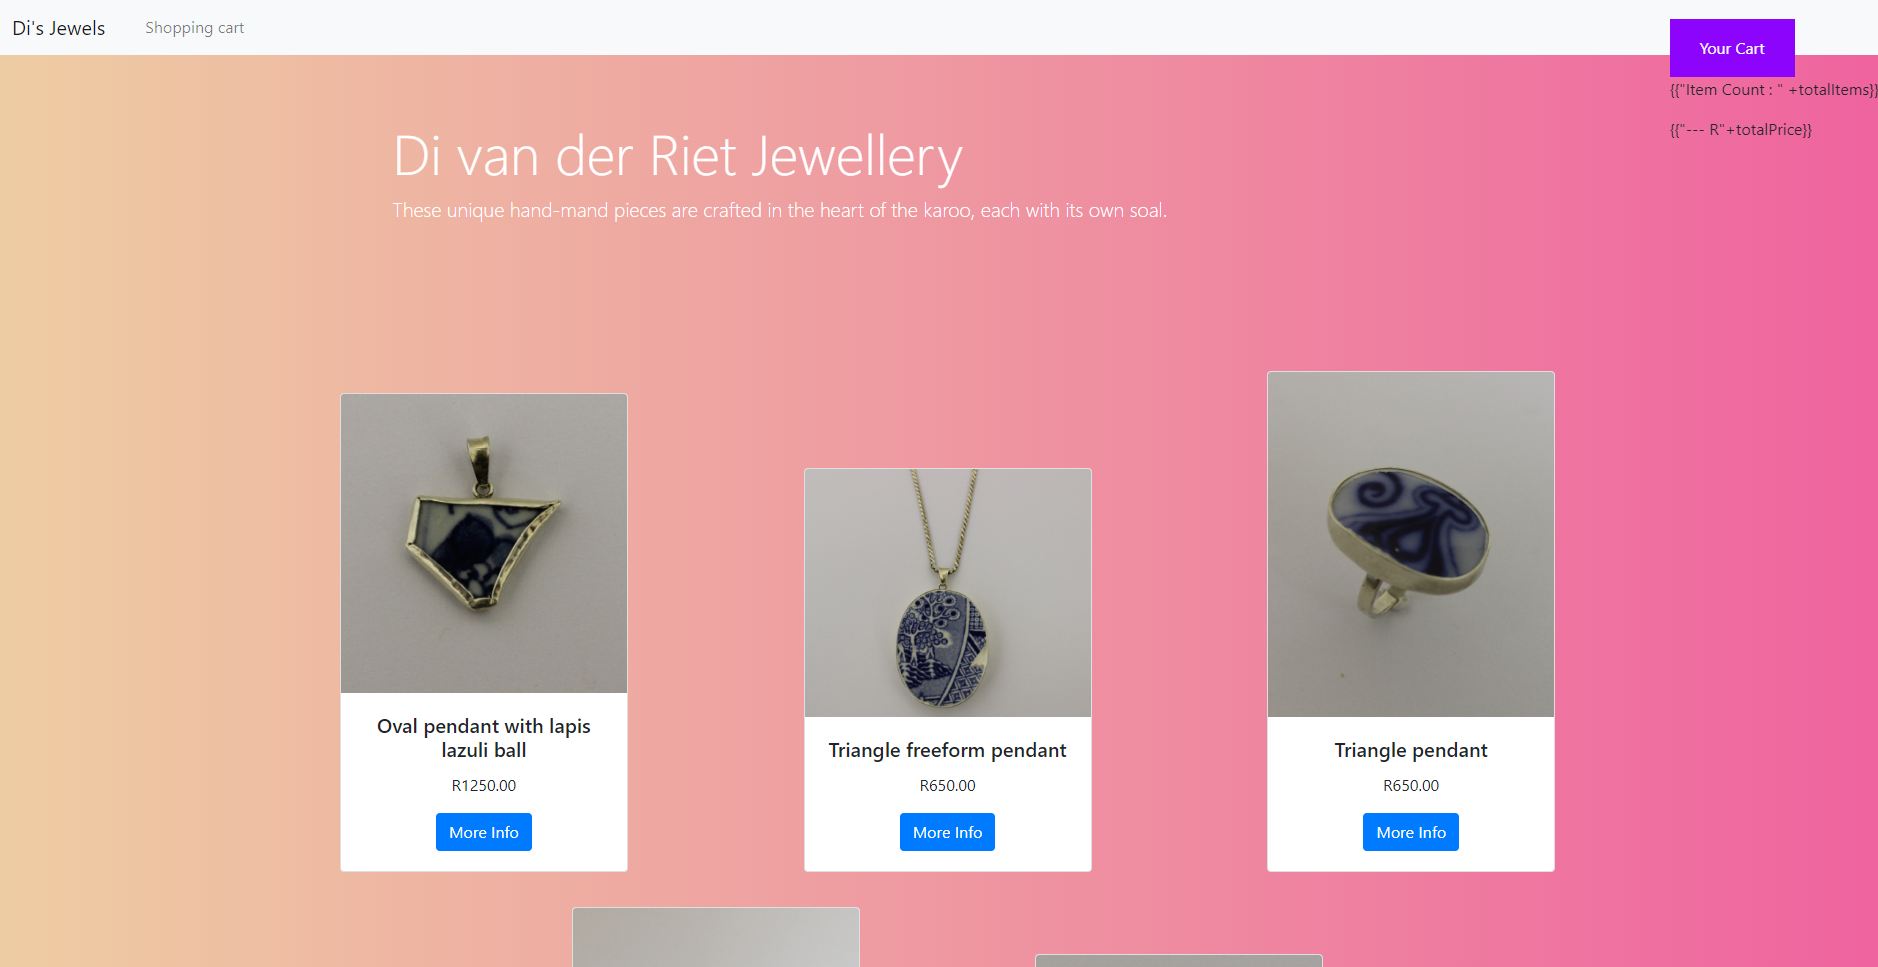 Di's Jewels
Shopping cart
Your Cart
{{"Item Count : " +totalItems}}
{{"--- R"+totalPrice}}
Di van der Riet Jewellery
These unique hand-mand pieces are crafted in the heart of the karoo, each with its own soal.
Oval pendant with lapis
lazuli ball
R1250.00
More Info
Triangle freeform pendant
R650.00
More Info
Triangle pendant
R650.00
More Info